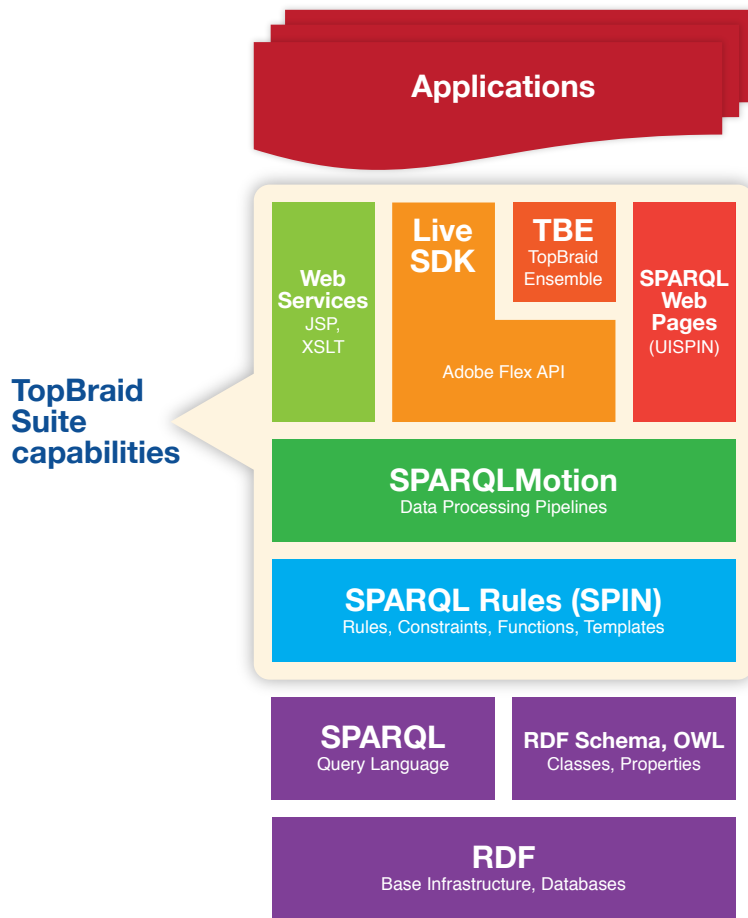 Applications
Web
Services
JSP,
XSLT
Live
SDK
Adobe Flex API
TBE
TopBraid
Ensemble
SPARQL
Web
Pages
(UISPIN)
TopBraid
Suite
capabilities
SPARQLMotion
Data Processing Pipelines
SPARQL Rules (SPIN)
Rules, Constraints, Functions, Templates
SPARQL
Query Language
RDF Schema, OWL
Classes, Properties
RDF
Base Infrastructure, Databases